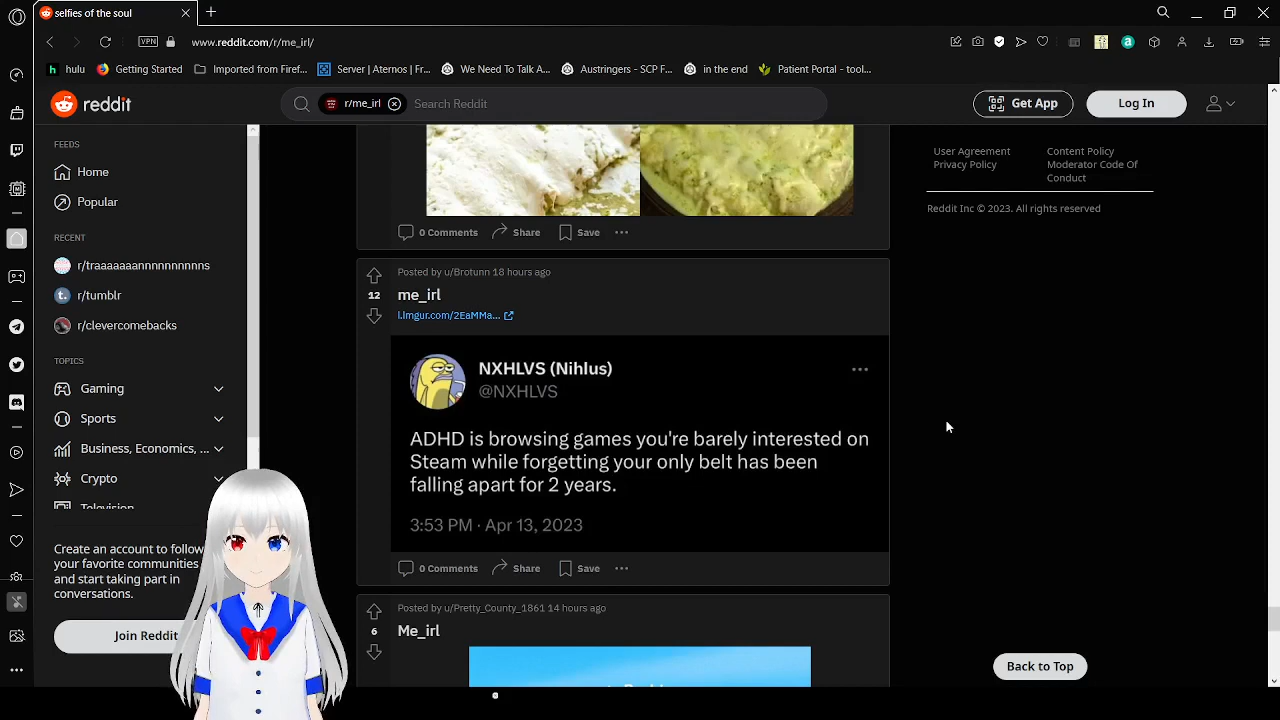 selfies of the soul
VPN
www.reddit.com/r/me_irl/
h hulu
Getting Started
Imported from Firef...
Server | Aternos | Fr...
We Need To Talk A...
Austringers - SCP F...
in the end
Patient Portal - tool...
reddit
r/me_irl
Search Reddit
Get App
Log In
FEEDS
Home
Popular
RECENT
r/traaaaaaannnnnnnnnns
r/tumblr
r/clevercomebacks
TOPICS
Gaming
Sports
Business, Economics, ...
Crypto
Television
Create an account to follow
your favorite communities
and start taking part in
conversations.
Join Reddit
0 Comments
Share
Save
Posted by u/Brotunn 18 hours ago
12
me_irl
i.imgur.com/2EaMMa...
NXHLVS (Nihlus)
@NXHLVS
ADHD is browsing games you're barely interested on
Steam while forgetting your only belt has been
falling apart for 2 years.
3:53 PM · Apr 13, 2023
0 Comments
Share
Save
Posted by u/Pretty_County_1861 14 hours ago
6
Me_irl
User Agreement
Privacy Policy
Content Policy
Moderator Code Of
Conduct
Reddit Inc © 2023. All rights reserved
Back to Top